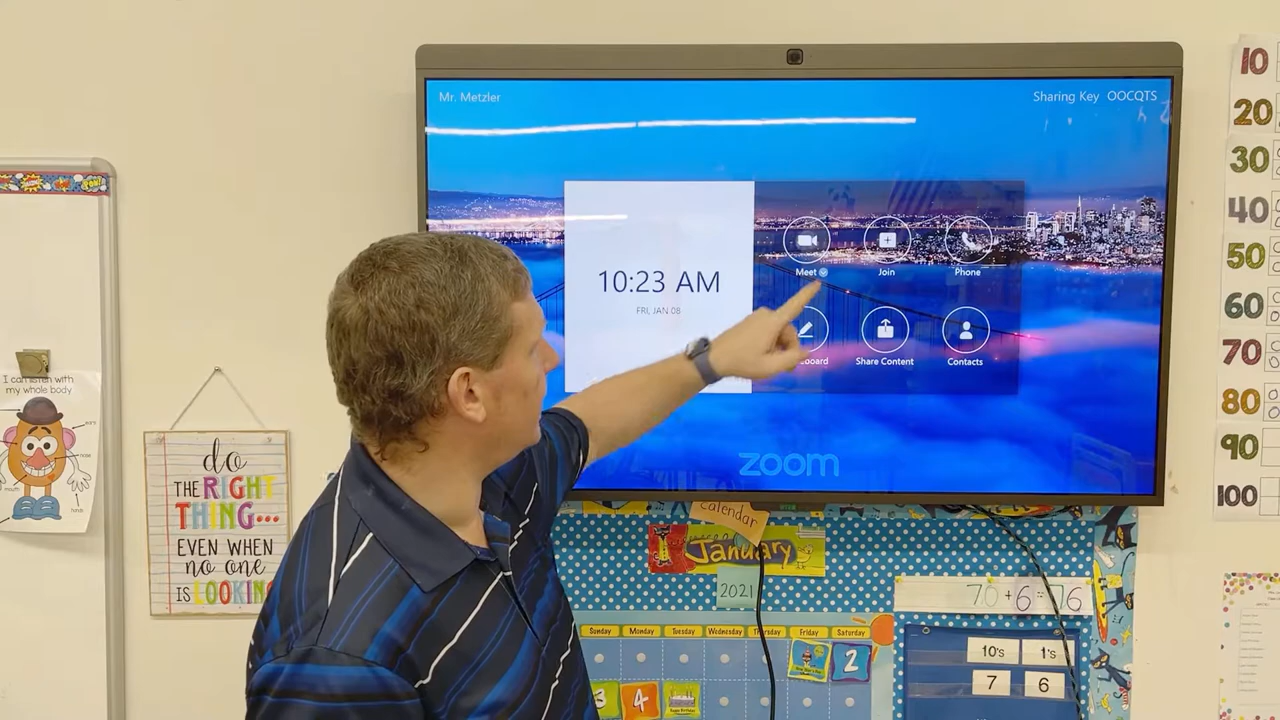 Mr. Metzler
Sharing Key OOCQTS
10:23 AM
FRI, JAN 08
Meet
Join
Phone
Share Content
Contacts
zoom
POW!
I can listen with
my whole body
do
THE RIGHT
THING...
EVEN WHEN
no one
IS LOOKING
calendar
January
2021
Sunday Monday Tuesday Wednesday Thursday Friday Saturday
2
3 4
70 + 6 = 76
10's 1's
7 6
10
20
30
40
50
60
70
80
90
100